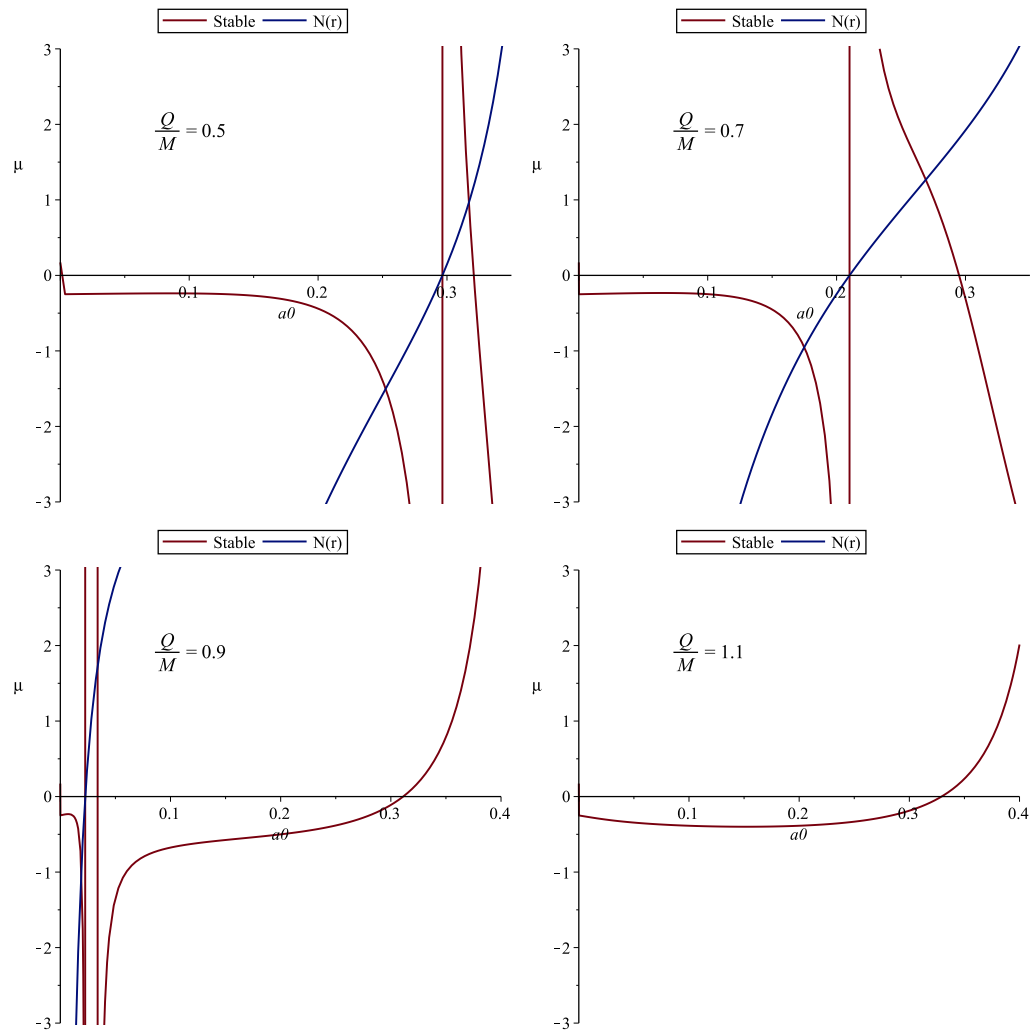 Stable N(r)
3
2
1
0
-1
-2
-3
μ
Q/M = 0.5
0.1 0.2 0.3
a0
Stable N(r)
3
2
1
0
-1
-2
-3
μ
Q/M = 0.7
0.1 0.2 0.3
a0
Stable N(r)
3
2
1
0
-1
-2
-3
μ
Q/M = 0.9
0.1 0.2 0.3 0.4
a0
Stable N(r)
3
2
1
0
-1
-2
-3
μ
Q/M = 1.1
0.1 0.2 0.3 0.4
a0